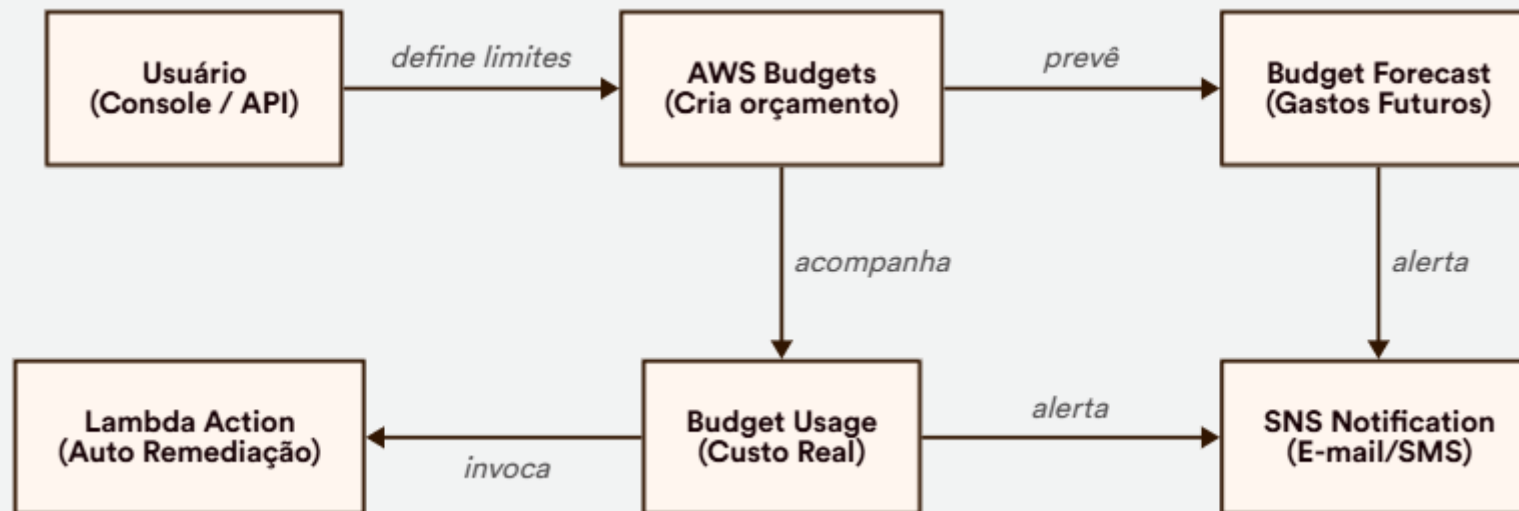 Usuário
(Console / API)
define limites
AWS Budgets
(Cria orçamento)
prevê
Budget Forecast
(Gastos Futuros)
acompanha
alerta
Lambda Action
(Auto Remediação)
invoca
Budget Usage
(Custo Real)
alerta
SNS Notification
(E-mail/SMS)